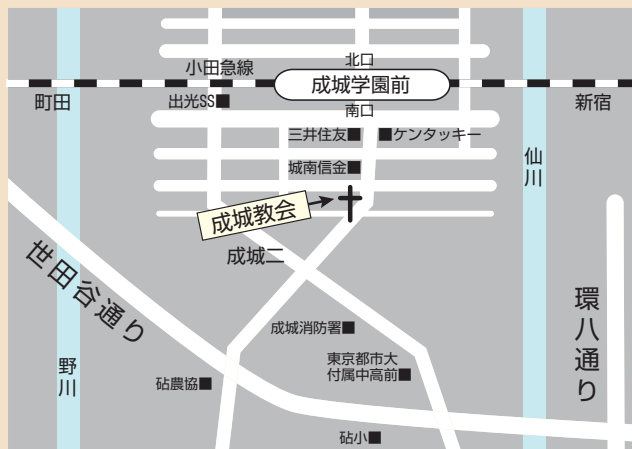 北口
小田急線
成城学園前
町田
出光SS■
南口
新宿
三井住友■
■ケンタッキー
城南信金■
仙川
成城教会
成城二
世田谷通り
環八通り
成城消防署■
野川
東京都市大
付属中高前■
砧農協■
砧小■